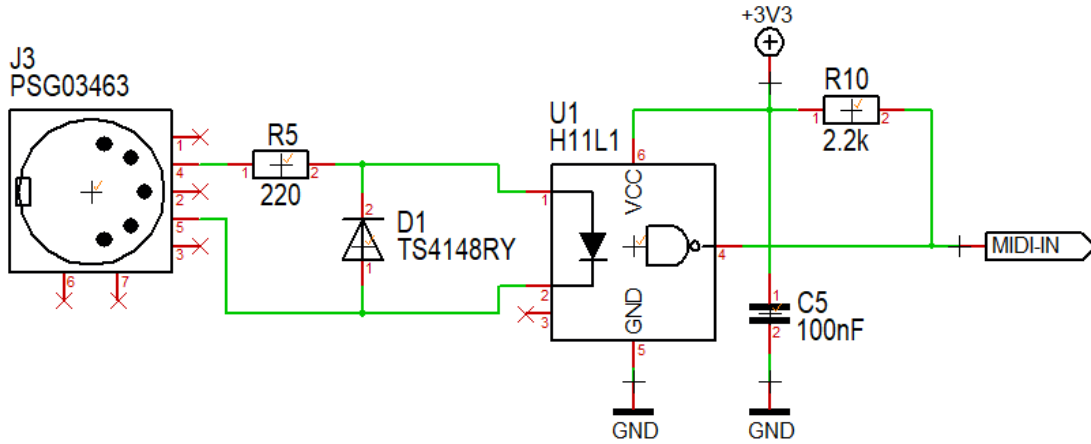 +3V3
J3
PSG03463
1
4
2
5
3
6
7
R5
1
2
220
2
D1
TS4148RY
1
U1
H11L1
6
VCC
1
2
3
4
GND
5
GND
R10
1
2
2.2k
1
C5
100nF
2
GND
MIDI-IN